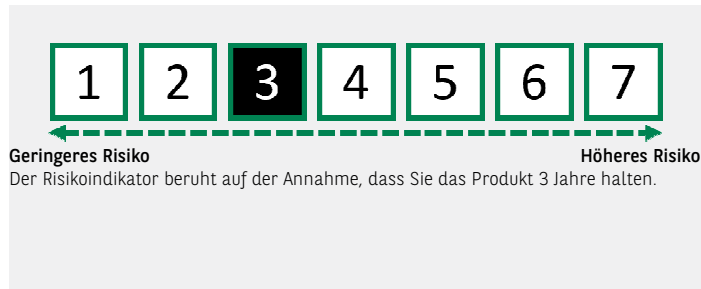 1 2 3 4 5 6 7
Geringeres Risiko Höheres Risiko
Der Risikoindikator beruht auf der Annahme, dass Sie das Produkt 3 Jahre halten.